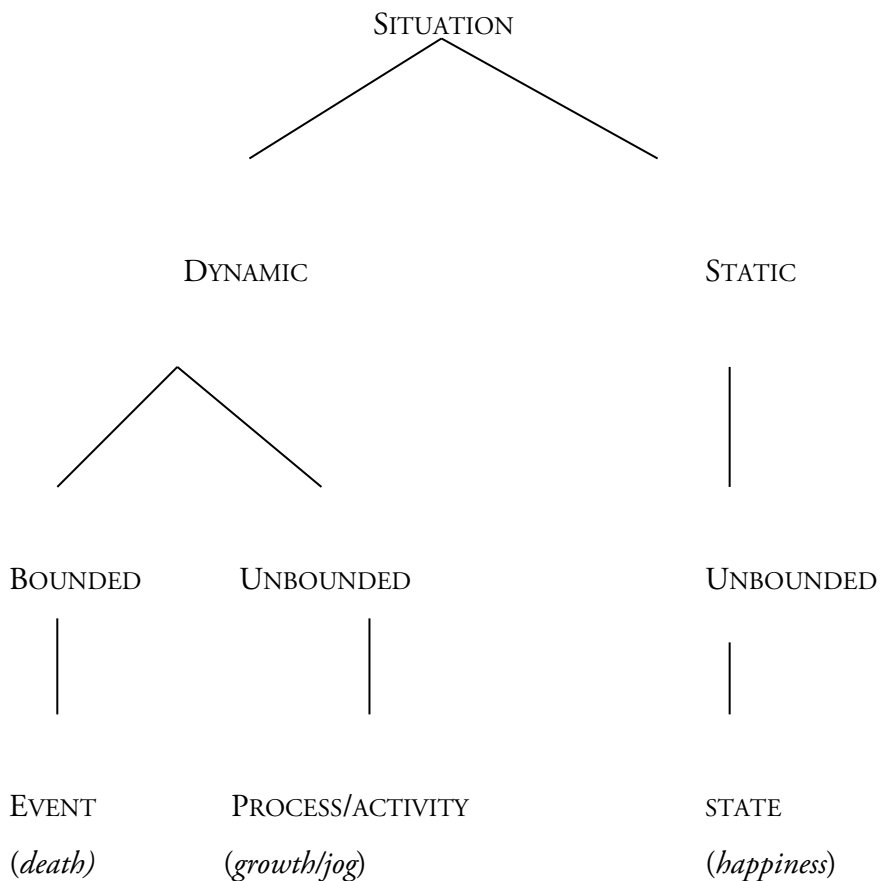 SITUATION
DYNAMIC STATIC
BOUNDED UNBOUNDED UNBOUNDED
EVENT PROCESS/ACTIVITY STATE
(death) (growth/jog) (happiness)